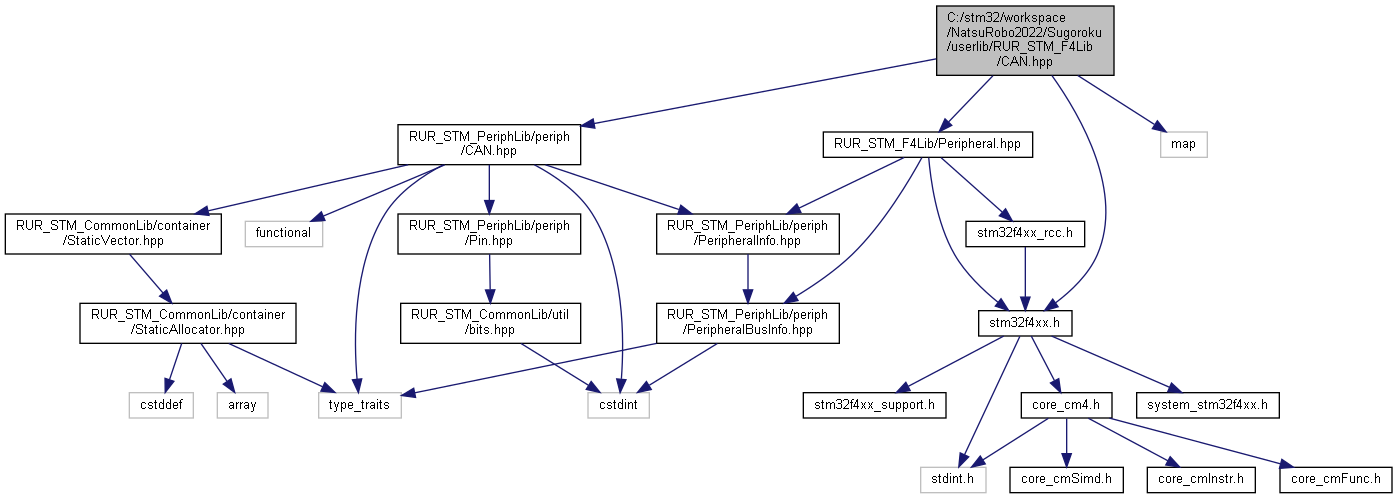 C:/stm32/workspace
/NatsuRobo2022/Sugoroku
/userlib/RUR_STM_F4Lib
/CAN.hpp
RUR_STM_PeriphLib/periph
/CAN.hpp
RUR_STM_F4Lib/Peripheral.hpp
map
RUR_STM_CommonLib/container
/StaticVector.hpp
functional
RUR_STM_PeriphLib/periph
/Pin.hpp
RUR_STM_PeriphLib/periph
/PeripheralInfo.hpp
stm32f4xx_rcc.h
RUR_STM_CommonLib/container
/StaticAllocator.hpp
RUR_STM_CommonLib/util
/bits.hpp
RUR_STM_PeriphLib/periph
/PeripheralBusInfo.hpp
stm32f4xx.h
cstddef
array
type_traits
cstdint
stm32f4xx_support.h
core_cm4.h
system_stm32f4xx.h
stdint.h
core_cmSimd.h
core_cmInstr.h
core_cmFunc.h